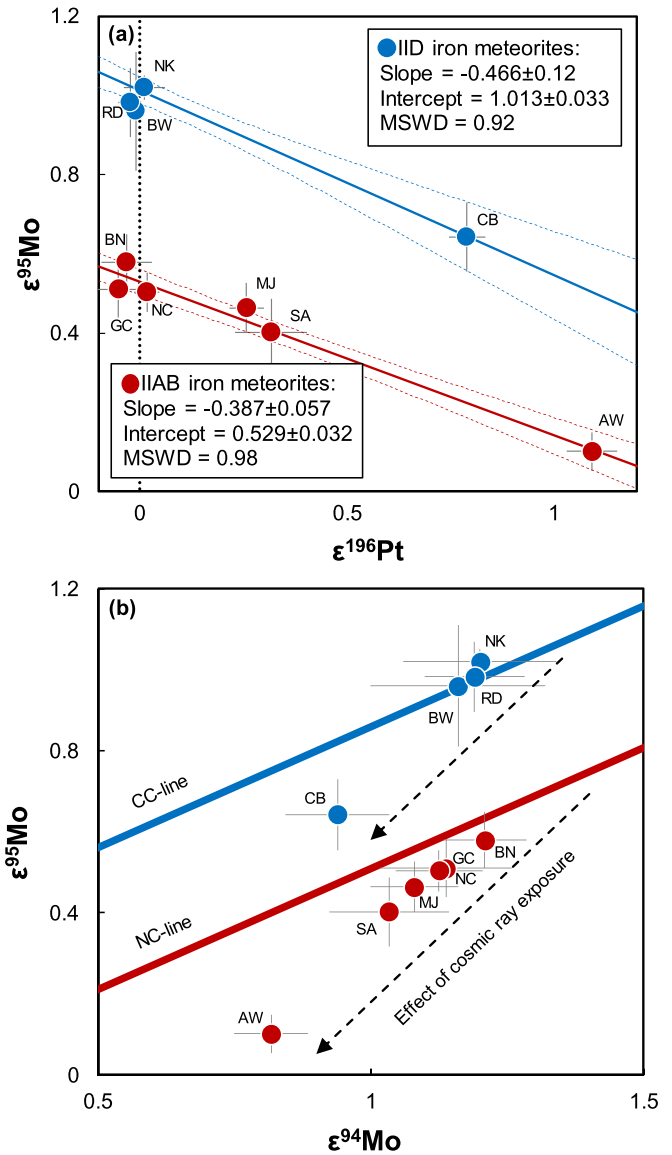 1.2
(a)
NK
IID iron meteorites:
Slope = -0.466±0.12
Intercept = 1.013±0.033
MSWD = 0.92
RD
BW
0.8
CB
ε⁹⁵Mo
BN
MJ
SA
GC
NC
0.4
IIAB iron meteorites:
Slope = -0.387±0.057
Intercept = 0.529±0.032
MSWD = 0.98
AW
0
0 0.5 1
ε¹⁹⁶Pt
1.2
(b)
NK
RD
BW
0.8
CC-line
CB
ε⁹⁵Mo
BN
GC
NC
MJ
0.4
NC-line
SA
Effect of cosmic ray exposure
AW
0
0.5 1 1.5
ε⁹⁴Mo